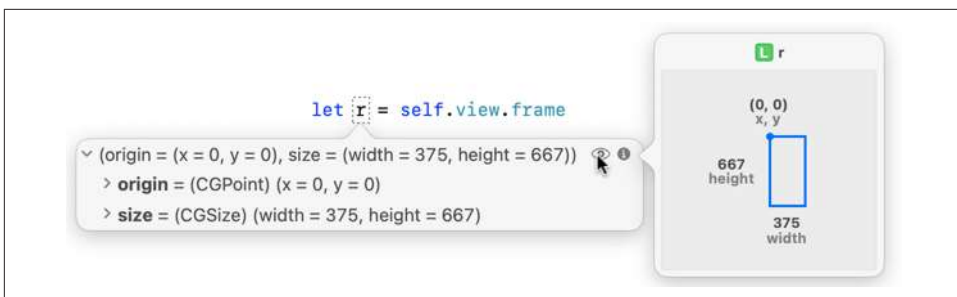 L r
let r = self.view.frame
(origin = (x = 0, y = 0), size = (width = 375, height = 667))
origin = (CGPoint) (x = 0, y = 0)
size = (CGSize) (width = 375, height = 667)
(0, 0)
x, y
667
height
375
width